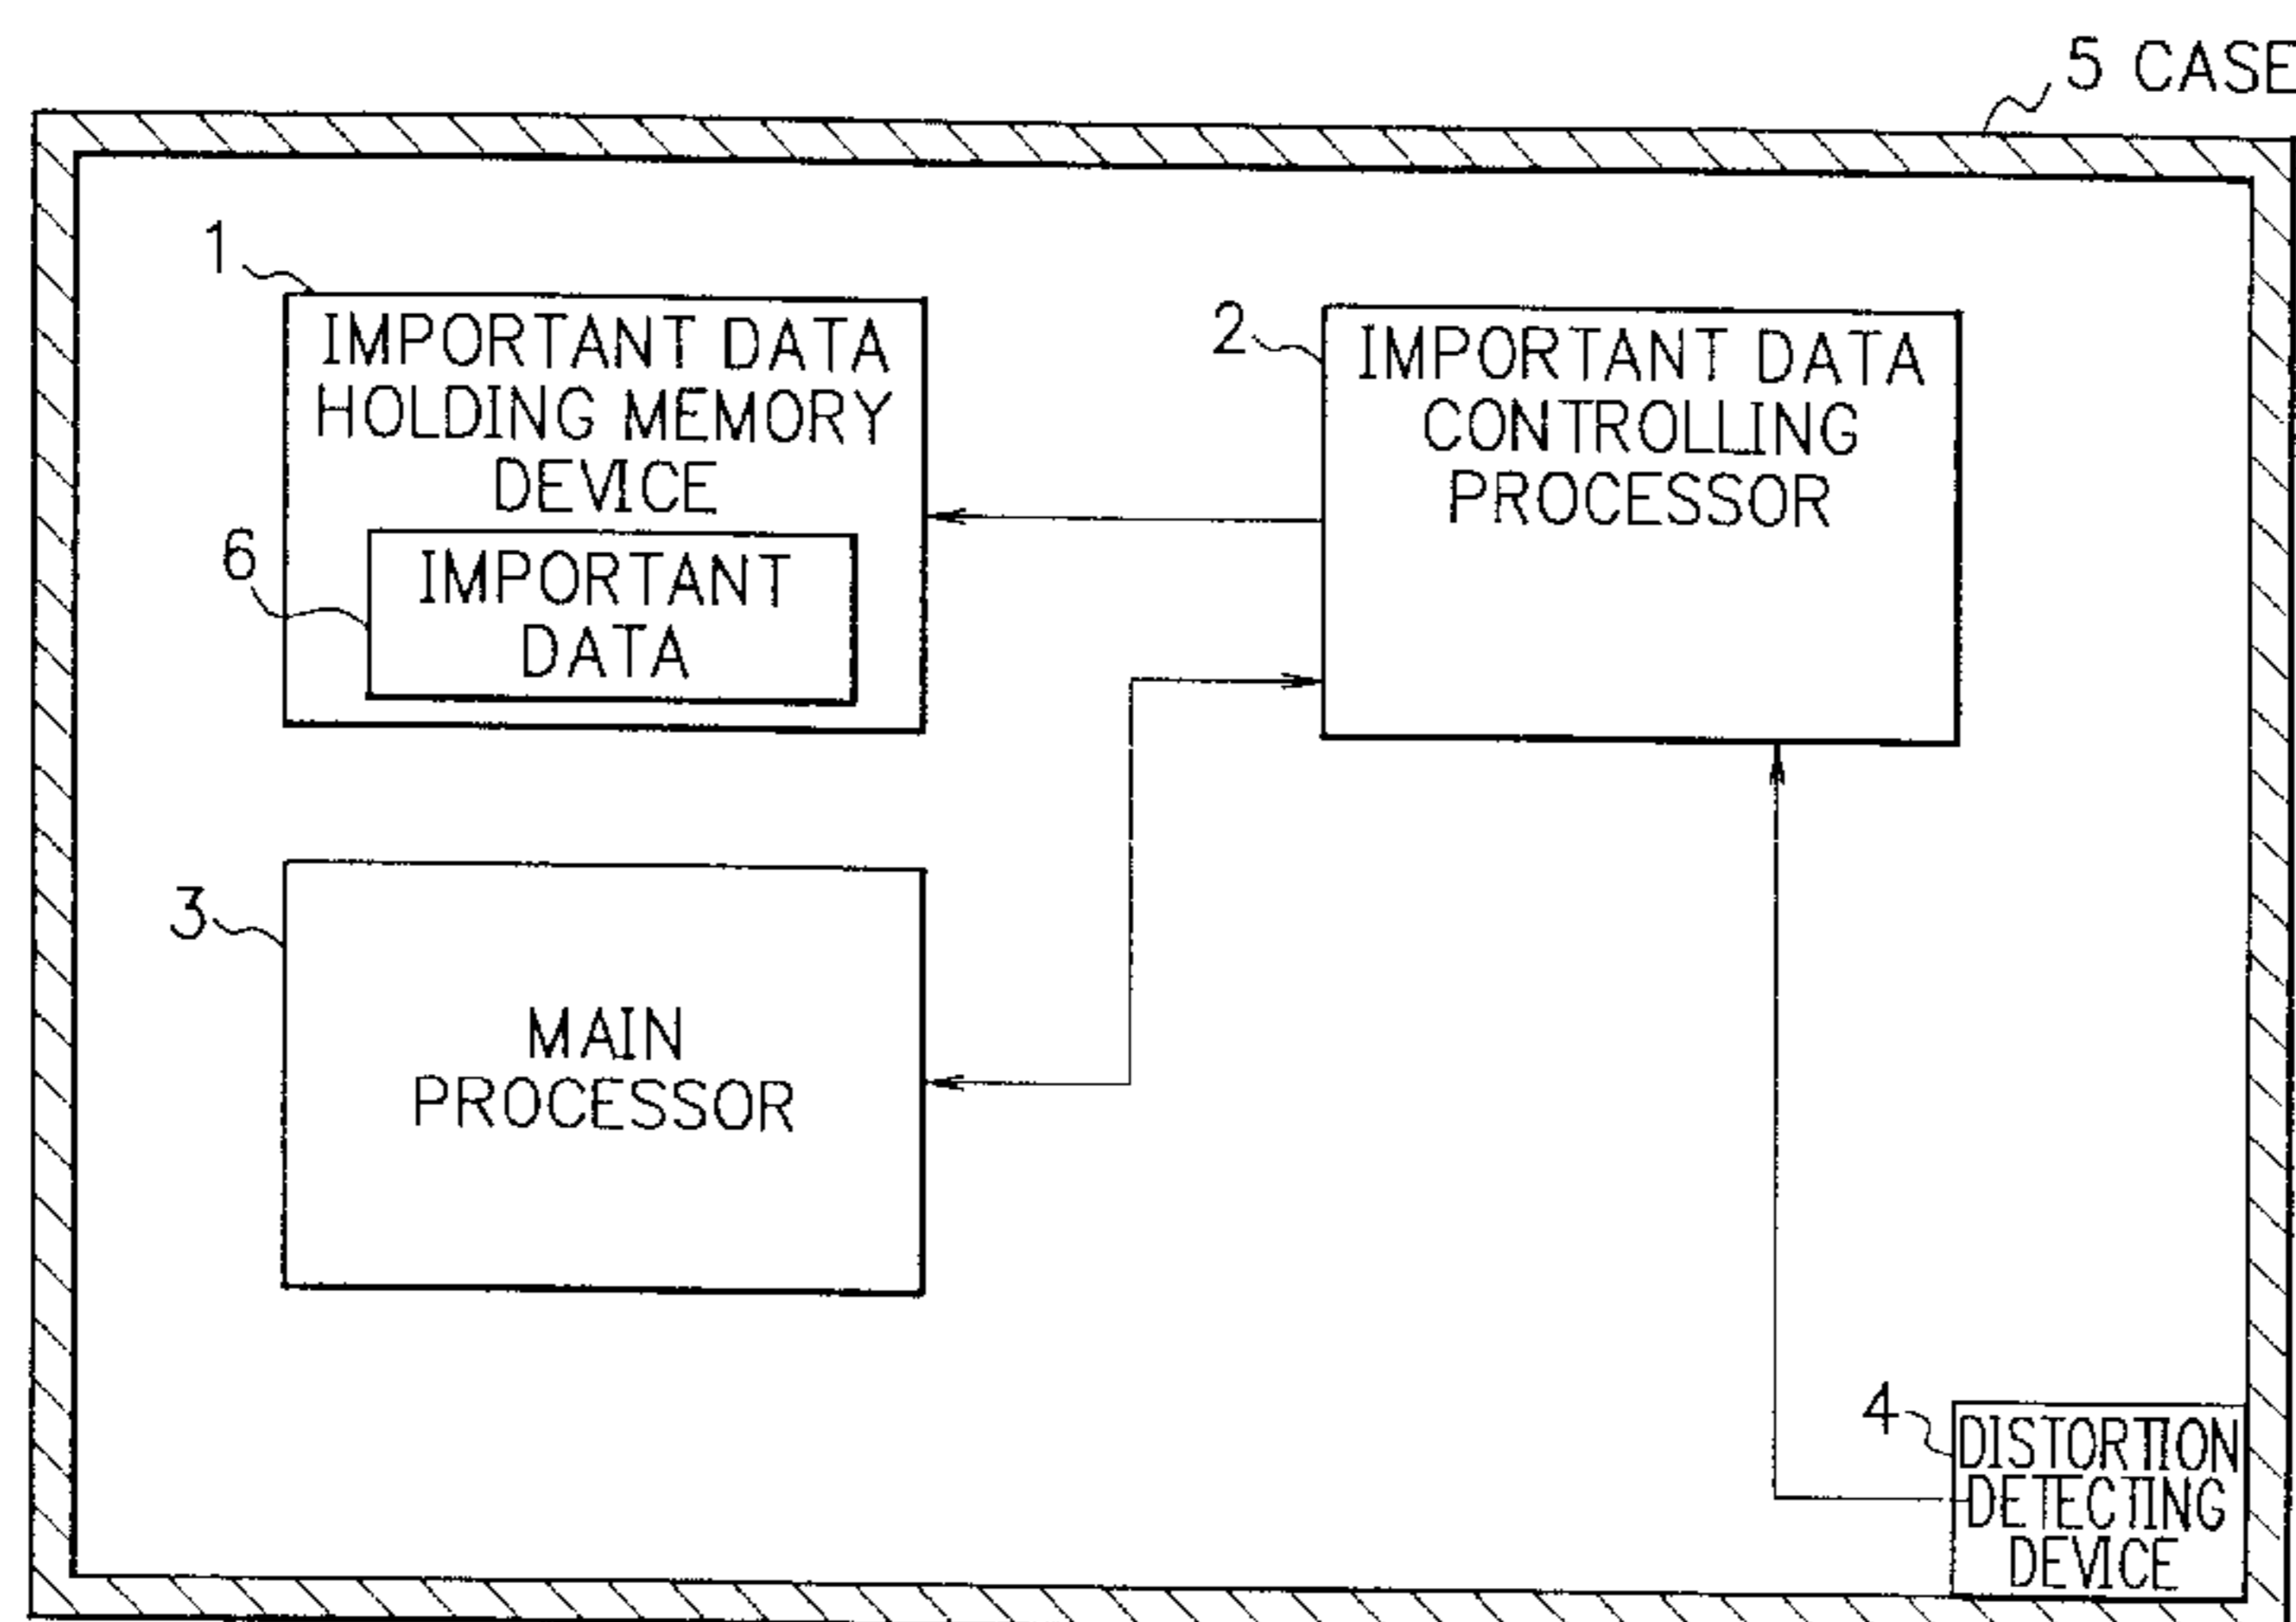 5 CASE
1
IMPORTANT DATA
HOLDING MEMORY
DEVICE
6
IMPORTANT
DATA
2
IMPORTANT DATA
CONTROLLING
PROCESSOR
3
MAIN
PROCESSOR
4
DISTORTION
DETECTING
DEVICE